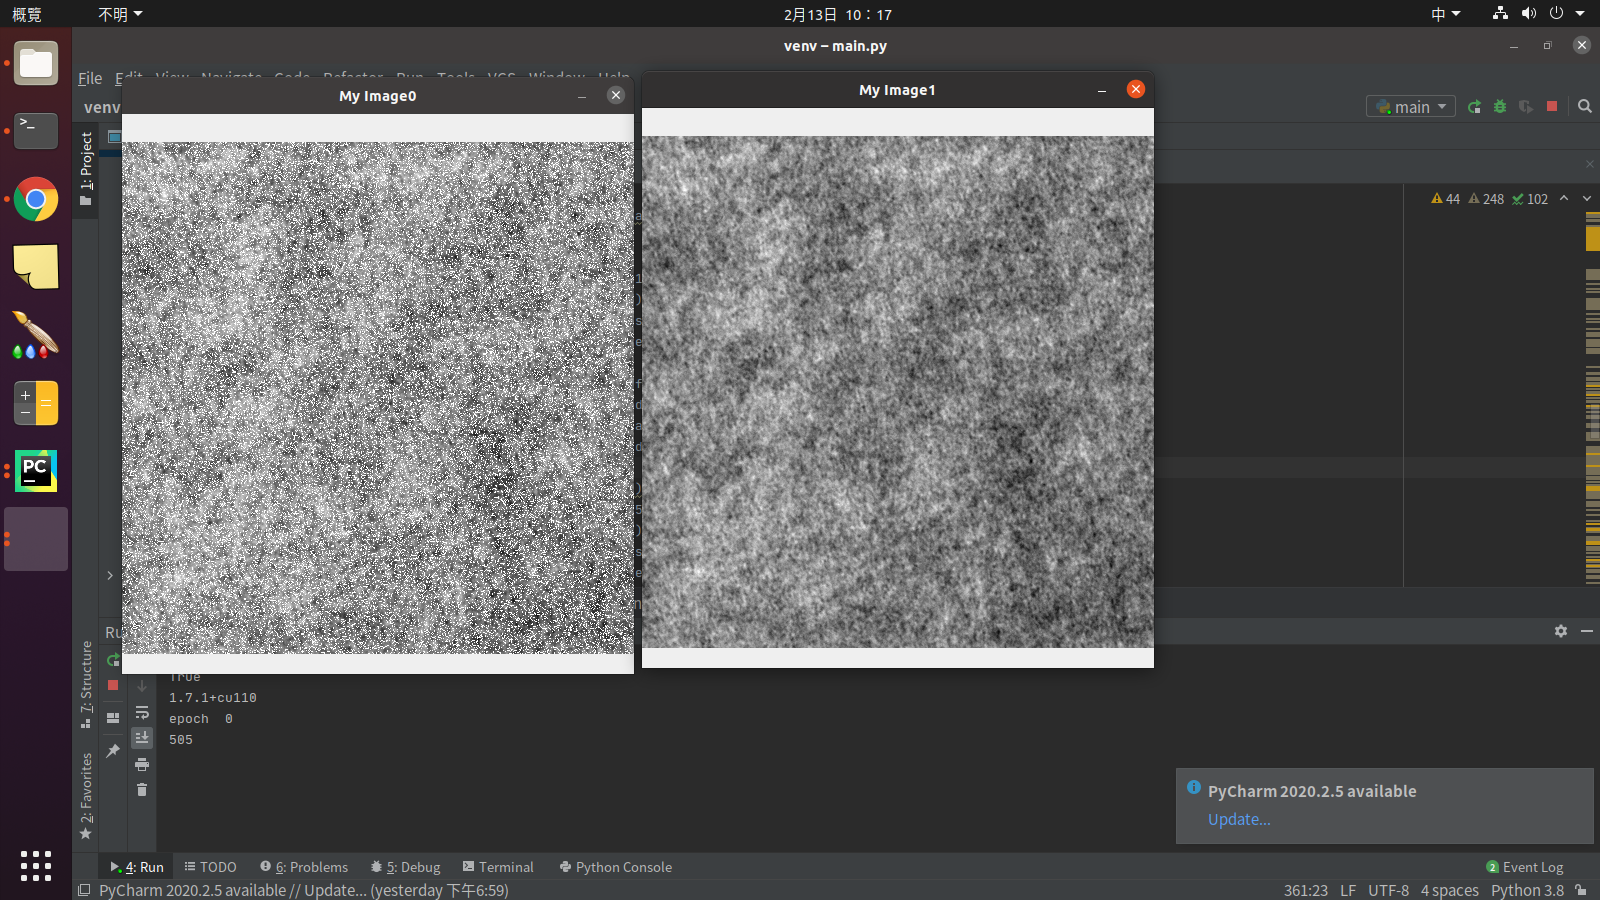 概覽
不明
2月13日 10：17
中
venv – main.py
File Edit View Navigate Code Refactor Run Tools VCS Window Help
My Image0
My Image1
venv
main
1: Project
44 248 102
PC
7: Structure
2: Favorites
True
1.7.1+cu110
epoch  0
505
PyCharm 2020.2.5 available
Update...
4: Run
TODO
6: Problems
5: Debug
Terminal
Python Console
2 Event Log
PyCharm 2020.2.5 available // Update... (yesterday 下午6:59)
361:23 LF UTF-8 4 spaces Python 3.8